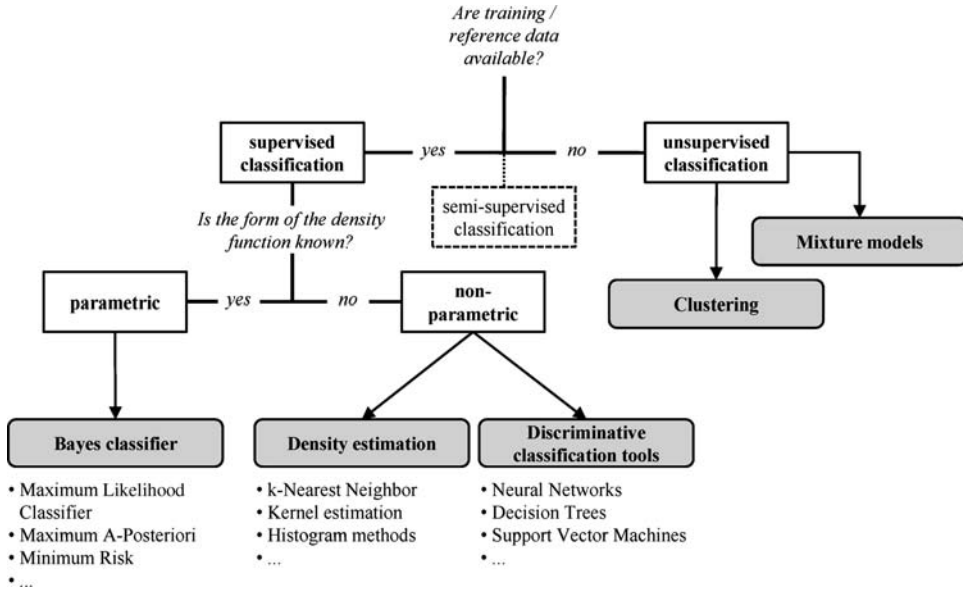 Are training /
reference data
available?
supervised
classification
yes
no
unsupervised
classification
semi-supervised
classification
Is the form of the density
function known?
Mixture models
Clustering
parametric
yes
no
non-
parametric
Bayes classifier
Density estimation
Discriminative
classification tools
• Maximum Likelihood
Classifier
• Maximum A-Posteriori
• Minimum Risk
• ...
• k-Nearest Neighbor
• Kernel estimation
• Histogram methods
• ...
• Neural Networks
• Decision Trees
• Support Vector Machines
• ...